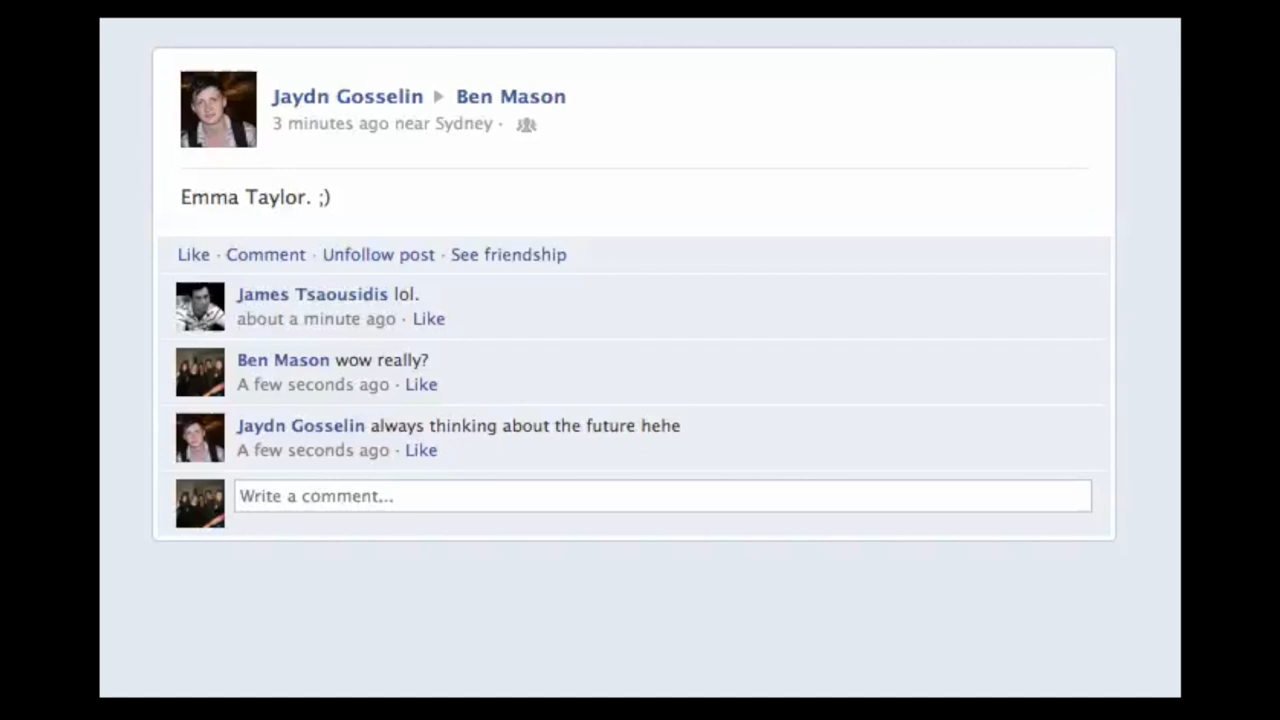 Jaydn Gosselin ▶ Ben Mason
3 minutes ago near Sydney ·
Emma Taylor. ;)
Like · Comment · Unfollow post · See friendship
James Tsaousidis lol.
about a minute ago · Like
Ben Mason wow really?
A few seconds ago · Like
Jaydn Gosselin always thinking about the future hehe
A few seconds ago · Like
Write a comment...